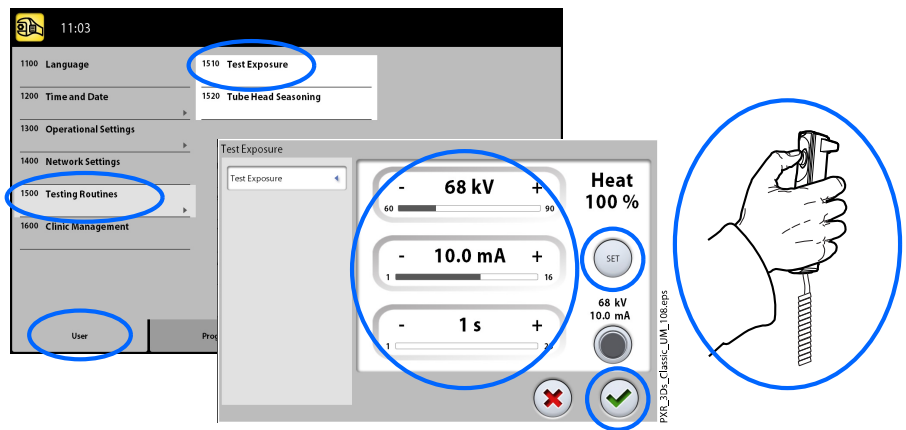 11:03
1100 Language
1200 Time and Date
1300 Operational Settings
1400 Network Settings
1500 Testing Routines
1600 Clinic Management
1510 Test Exposure
1520 Tube Head Seasoning
User
Test Exposure
Test Exposure
- 68 kV +
60 90
- 10.0 mA +
1 16
- 1 s +
1
Heat
100 %
SET
68 kV
10.0 mA
PXR_3Ds_Classic_UM_108.eps